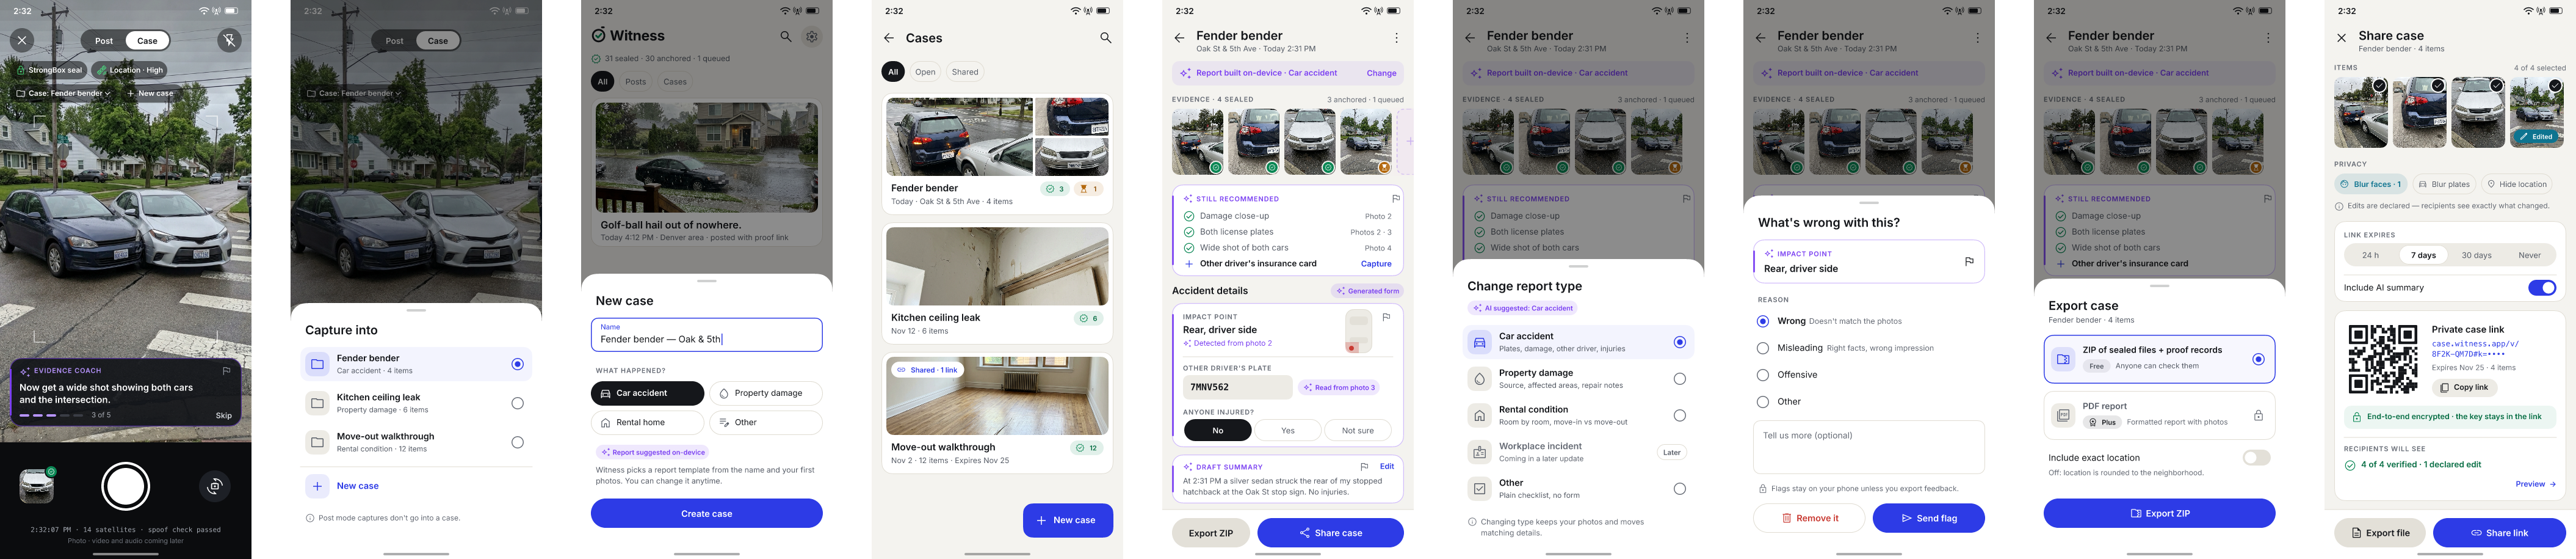 2:32
Post
Case
StrongBox seal
Location · High
Case: Fender bender
New case
EVIDENCE COACH
Now get a wide shot showing both cars
and the intersection.
3 of 5
Skip
2:32:07 PM · 14 satellites · spoof check passed
Photo · video and audio coming later
2:32
Post
Case
Case: Fender bender
Capture into
Fender bender
Car accident · 4 items
Kitchen ceiling leak
Property damage · 6 items
Move-out walkthrough
Rental condition · 12 items
New case
Post mode captures don't go into a case.
2:32
Witness
31 sealed · 30 anchored · 1 queued
All
Posts
Cases
Golf-ball hail out of nowhere.
Today 4:12 PM · Denver area · posted with proof link
New case
Name
Fender bender — Oak & 5th
WHAT HAPPENED?
Car accident
Property damage
Rental home
Other
Report suggested on-device
Witness picks a report template from the name and your first
photos. You can change it anytime.
Create case
2:32
Cases
All
Open
Shared
Fender bender
3
1
Today · Oak St & 5th Ave · 4 items
Kitchen ceiling leak
6
Nov 12 · 6 items
Shared · 1 link
Move-out walkthrough
12
Nov 2 · 12 items · Expires Nov 25
New case
2:32
Fender bender
Oak St & 5th Ave · Today 2:31 PM
Report built on-device · Car accident
Change
EVIDENCE · 4 SEALED
3 anchored · 1 queued
STILL RECOMMENDED
Damage close-up
Photo 2
Both license plates
Photos 2 · 3
Wide shot of both cars
Photo 4
Other driver's insurance card
Capture
Accident details
Generated form
IMPACT POINT
Rear, driver side
Detected from photo 2
OTHER DRIVER'S PLATE
7MNV562
Read from photo 3
ANYONE INJURED?
No
Yes
Not sure
DRAFT SUMMARY
Edit
At 2:31 PM a silver sedan struck the rear of my stopped
hatchback at the Oak St stop sign. No injuries.
Export ZIP
Share case
2:32
Fender bender
Oak St & 5th Ave · Today 2:31 PM
Report built on-device · Car accident
EVIDENCE · 4 SEALED
3 anchored · 1 queued
STILL RECOMMENDED
Damage close-up
Photo 2
Both license plates
Photos 2 · 3
Wide shot of both cars
Photo 4
Change report type
AI suggested: Car accident
Car accident
Plates, damage, other driver, injuries
Property damage
Source, affected areas, repair notes
Rental condition
Room by room, move-in vs move-out
Workplace incident
Coming in a later update
Later
Other
Plain checklist, no form
Changing type keeps your photos and moves
matching details.
2:32
Fender bender
Oak St & 5th Ave · Today 2:31 PM
Report built on-device · Car accident
EVIDENCE · 4 SEALED
3 anchored · 1 queued
What's wrong with this?
IMPACT POINT
Rear, driver side
REASON
Wrong Doesn't match the photos
Misleading Right facts, wrong impression
Offensive
Other
Tell us more (optional)
Flags stay on your phone unless you export feedback.
Remove it
Send flag
2:32
Fender bender
Oak St & 5th Ave · Today 2:31 PM
Report built on-device · Car accident
EVIDENCE · 4 SEALED
3 anchored · 1 queued
STILL RECOMMENDED
Damage close-up
Photo 2
Both license plates
Photos 2 · 3
Wide shot of both cars
Photo 4
Other driver's insurance card
Export case
Fender bender · 4 items
ZIP of sealed files + proof records
Free
Anyone can check them
PDF report
Plus
Formatted report with photos
Include exact location
Off: location is rounded to the neighborhood.
Export ZIP
2:32
Share case
Fender bender · 4 items
ITEMS
4 of 4 selected
Edited
PRIVACY
Blur faces · 1
Blur plates
Hide location
Edits are declared — recipients see exactly what changed.
LINK EXPIRES
24 h
7 days
30 days
Never
Include AI summary
Private case link
case.witness.app/v/
8F2K-QM7D#k=••••
Expires Nov 25 · 4 items
Copy link
End-to-end encrypted · the key stays in the link
RECIPIENTS WILL SEE
4 of 4 verified · 1 declared edit
Preview →
Export file
Share link